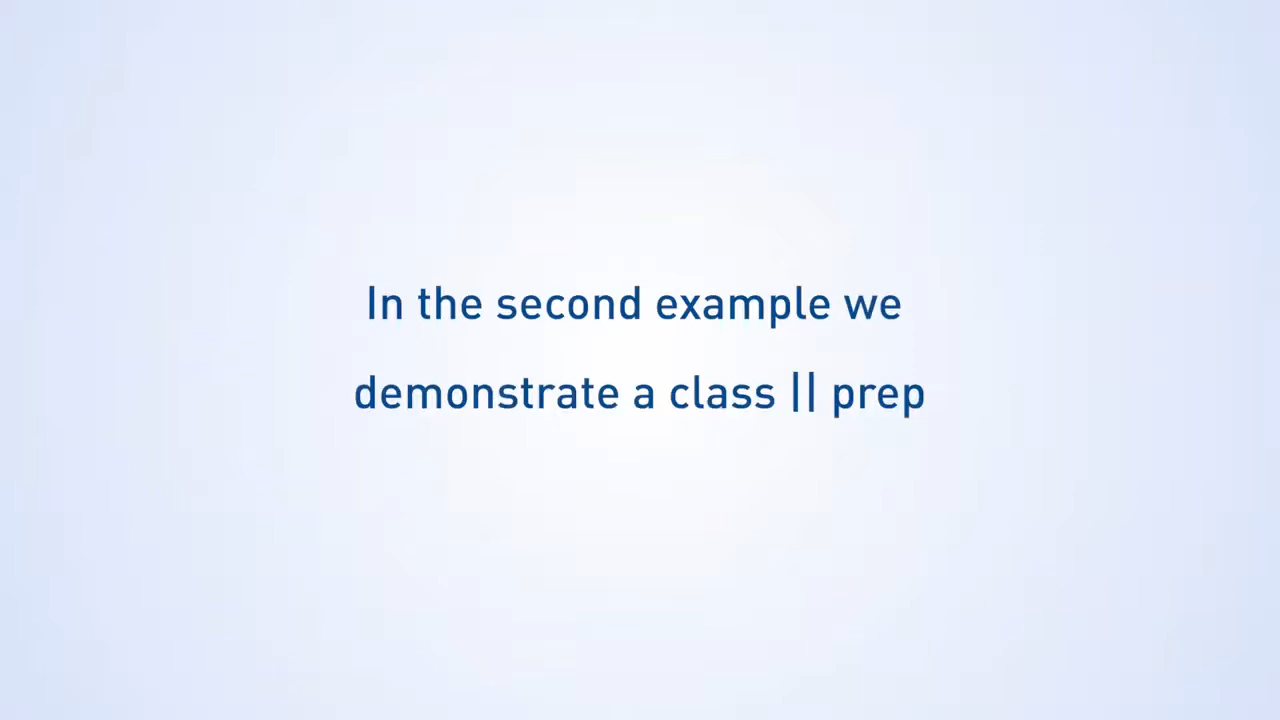 In the second example we
demonstrate a class || prep